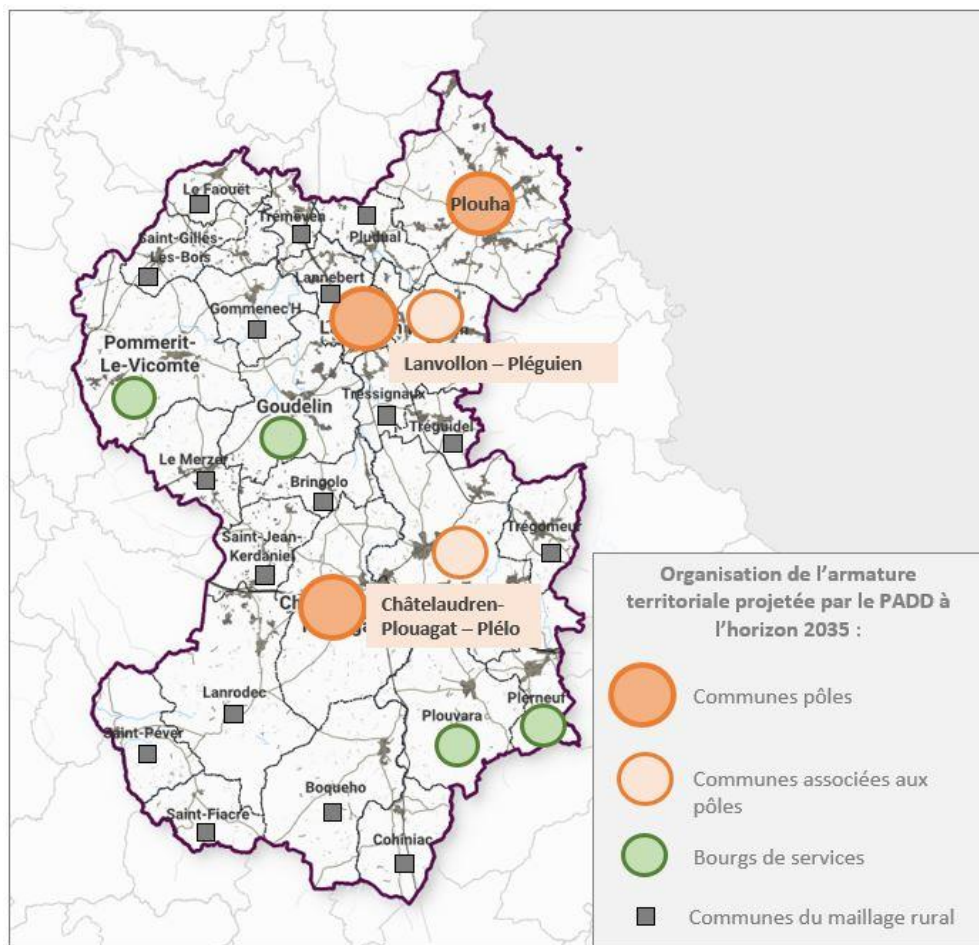 Le Faouët
Trémeven
Plouha
Saint-Gilles-
Les-Bois
Pludual
Lannebert
Gommenec'H
Lanvollon – Pléguien
Pommerit-
Le-Vicomte
Tressignaux
Goudelin
Tréguidel
Le Merzer
Bringolo
Trégomeur
Saint-Jean-
Kerdaniel
Châtelaudren-
Plouagat – Plélo
Lanrodec
Plouvara
Plerneuf
Saint-Péver
Boqueho
Saint-Fiacre
Cohiniac
Organisation de l'armature
territoriale projetée par le PADD à
l'horizon 2035 :
Communes pôles
Communes associées aux
pôles
Bourgs de services
Communes du maillage rural